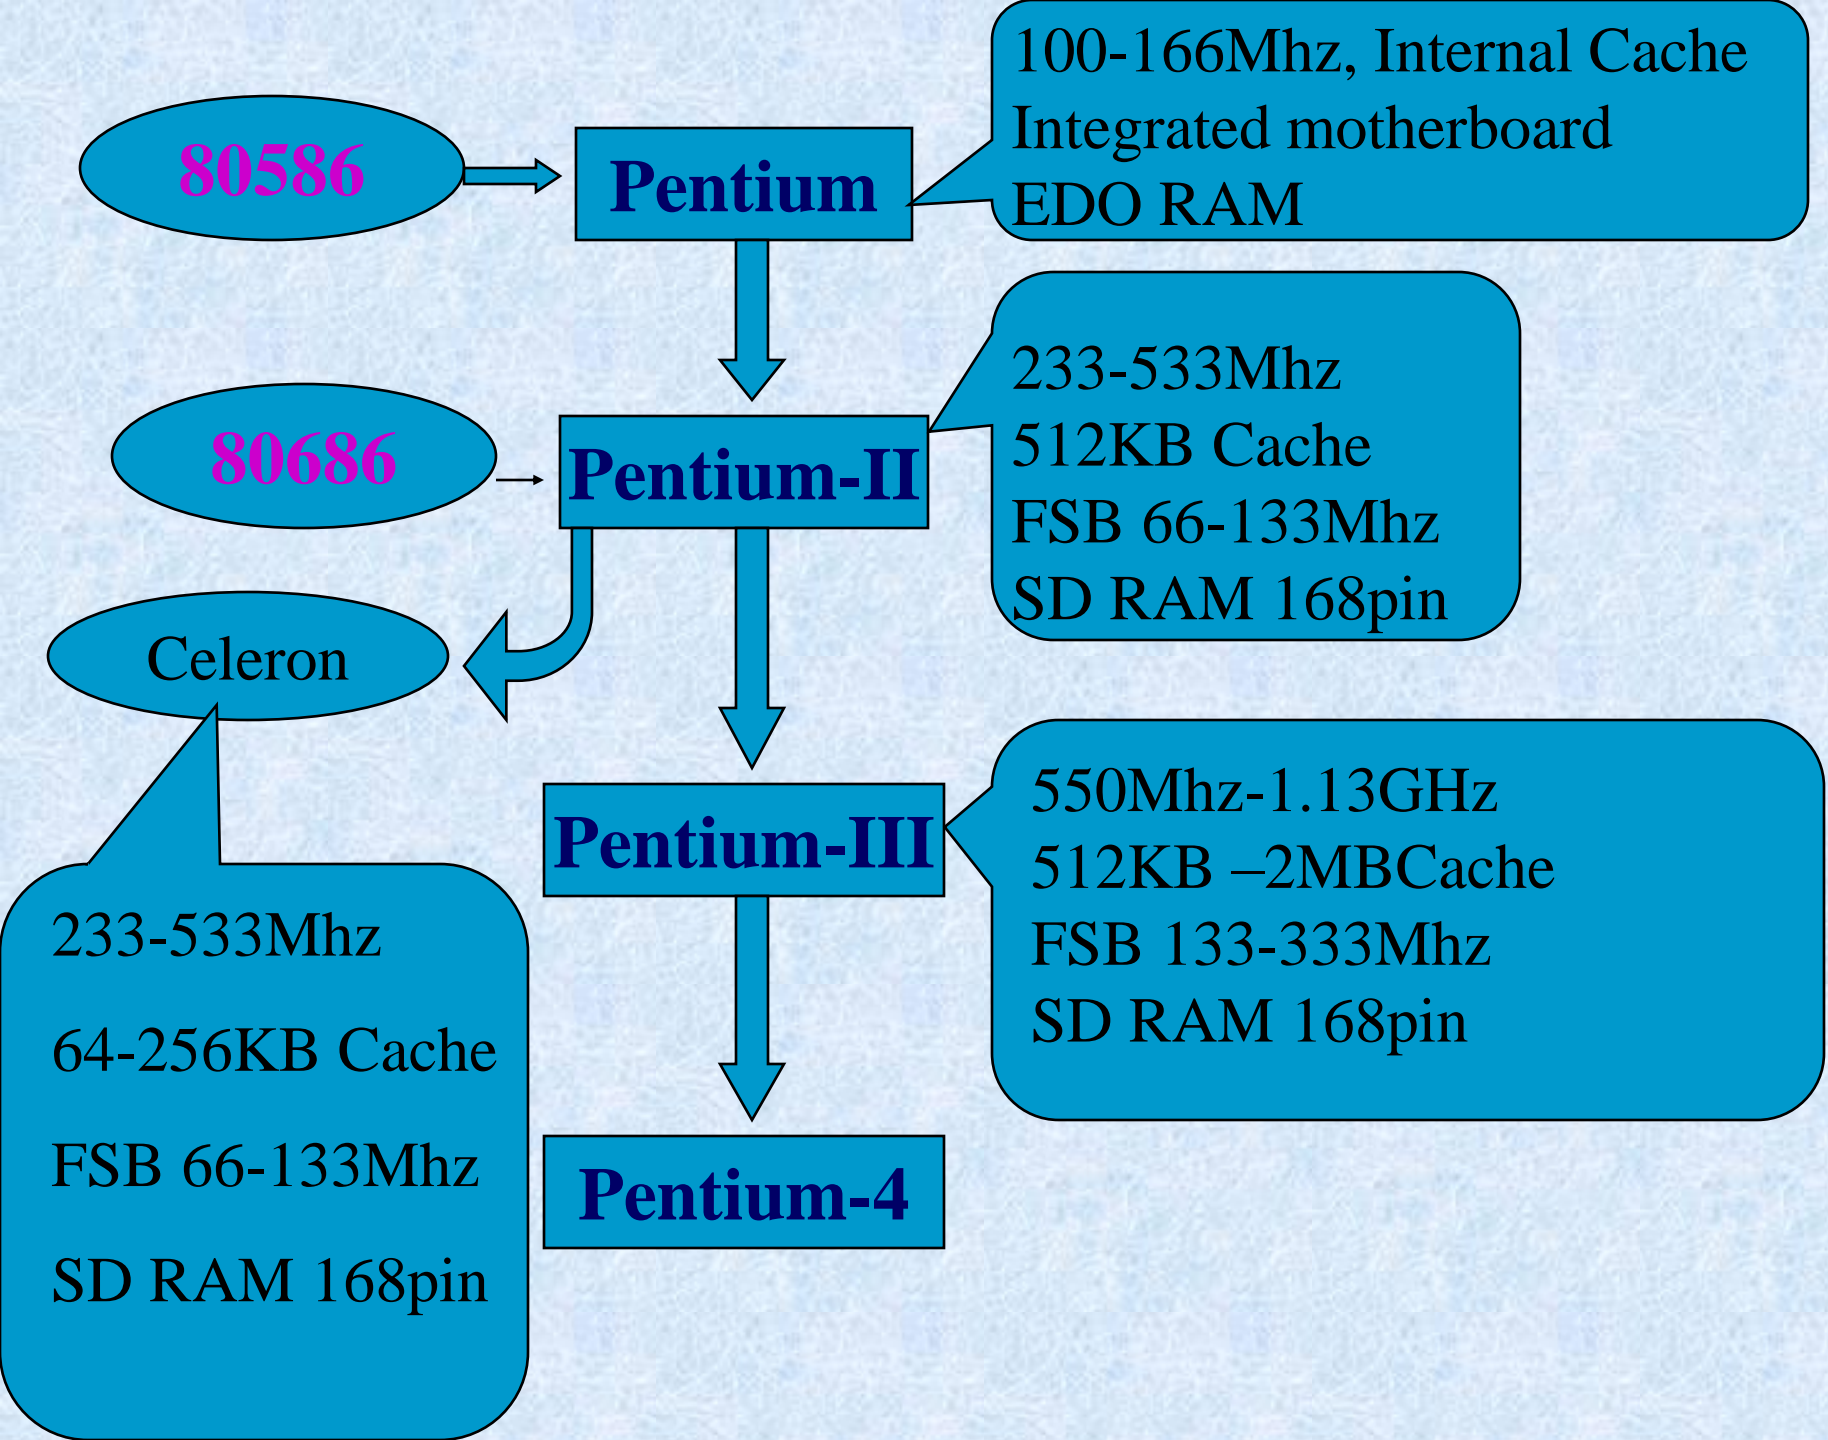 80586
Pentium
100-166Mhz, Internal Cache
Integrated motherboard
EDO RAM
80686
Pentium-II
233-533Mhz
512KB Cache
FSB 66-133Mhz
SD RAM 168pin
Celeron
233-533Mhz
64-256KB Cache
FSB 66-133Mhz
SD RAM 168pin
Pentium-III
550Mhz-1.13GHz
512KB –2MBCache
FSB 133-333Mhz
SD RAM 168pin
Pentium-4